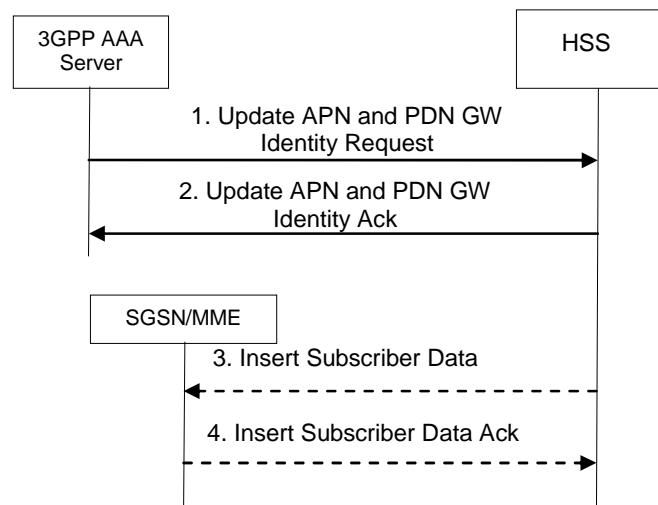 3GPP AAA
Server
HSS
1. Update APN and PDN GW
Identity Request
2. Update APN and PDN GW
Identity Ack
SGSN/MME
3. Insert Subscriber Data
4. Insert Subscriber Data Ack